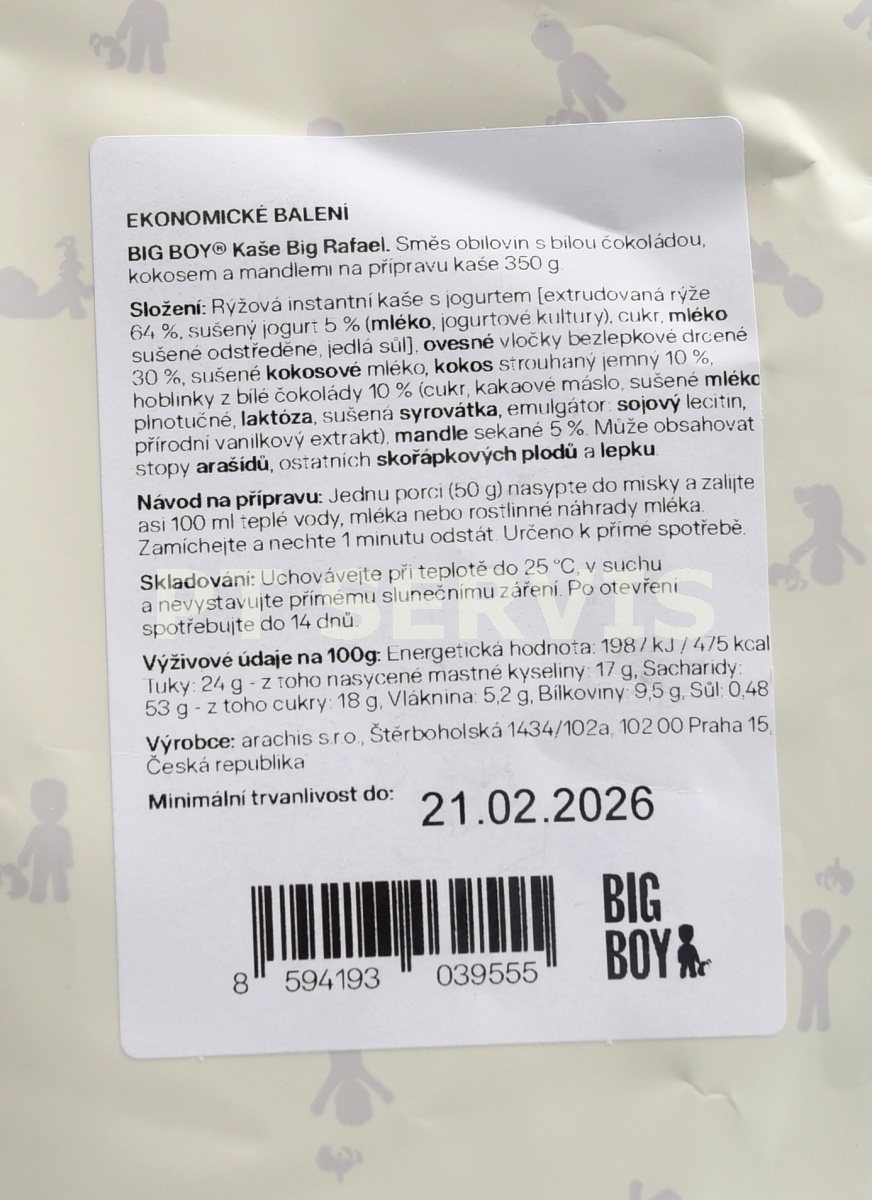 EKONOMICKÉ BALENÍ
BIG BOY® Kaše Big Rafael. Směs obilovin s bílou čokoládou,
kokosem a mandlemi na přípravu kaše 350 g.
Složení: Rýžová instantní kaše s jogurtem [extrudovaná rýže
64 %, sušený jogurt 5 % (mléko, jogurtové kultury), cukr, mléko
sušené odstředěné, jedlá sůl], ovesné vločky bezlepkové drcené
30 %, sušené kokosové mléko, kokos strouhaný jemný 10 %,
hoblinky z bílé čokolády 10 % (cukr, kakaové máslo, sušené mléko
plnotučné, laktóza, sušená syrovátka, emulgátor: sojový lecitin,
přírodní vanilkový extrakt), mandle sekané 5 %. Může obsahovat
stopy arašídů, ostatních skořápkových plodů a lepku.
Návod na přípravu: Jednu porci (50 g) nasypte do misky a zalijte
asi 100 ml teplé vody, mléka nebo rostlinné náhrady mléka.
Zamíchejte a nechte 1 minutu odstát. Určeno k přímé spotřebě.
Skladování: Uchovávejte při teplotě do 25 °C, v suchu
a nevystavujte přímému slunečnímu záření. Po otevření
spotřebujte do 14 dnů.
PT SERVIS
Výživové údaje na 100g: Energetická hodnota: 1987 kJ / 475 kcal
Tuky: 24 g - z toho nasycené mastné kyseliny: 17 g, Sacharidy:
53 g - z toho cukry: 18 g, Vláknina: 5,2 g, Bílkoviny: 9,5 g, Sůl: 0,48
Výrobce: arachis s.r.o., Štěrboholská 1434/102a, 102 00 Praha 15,
Česká republika
Minimální trvanlivost do: 21.02.2026
8 594193 039555
BIG
BOY